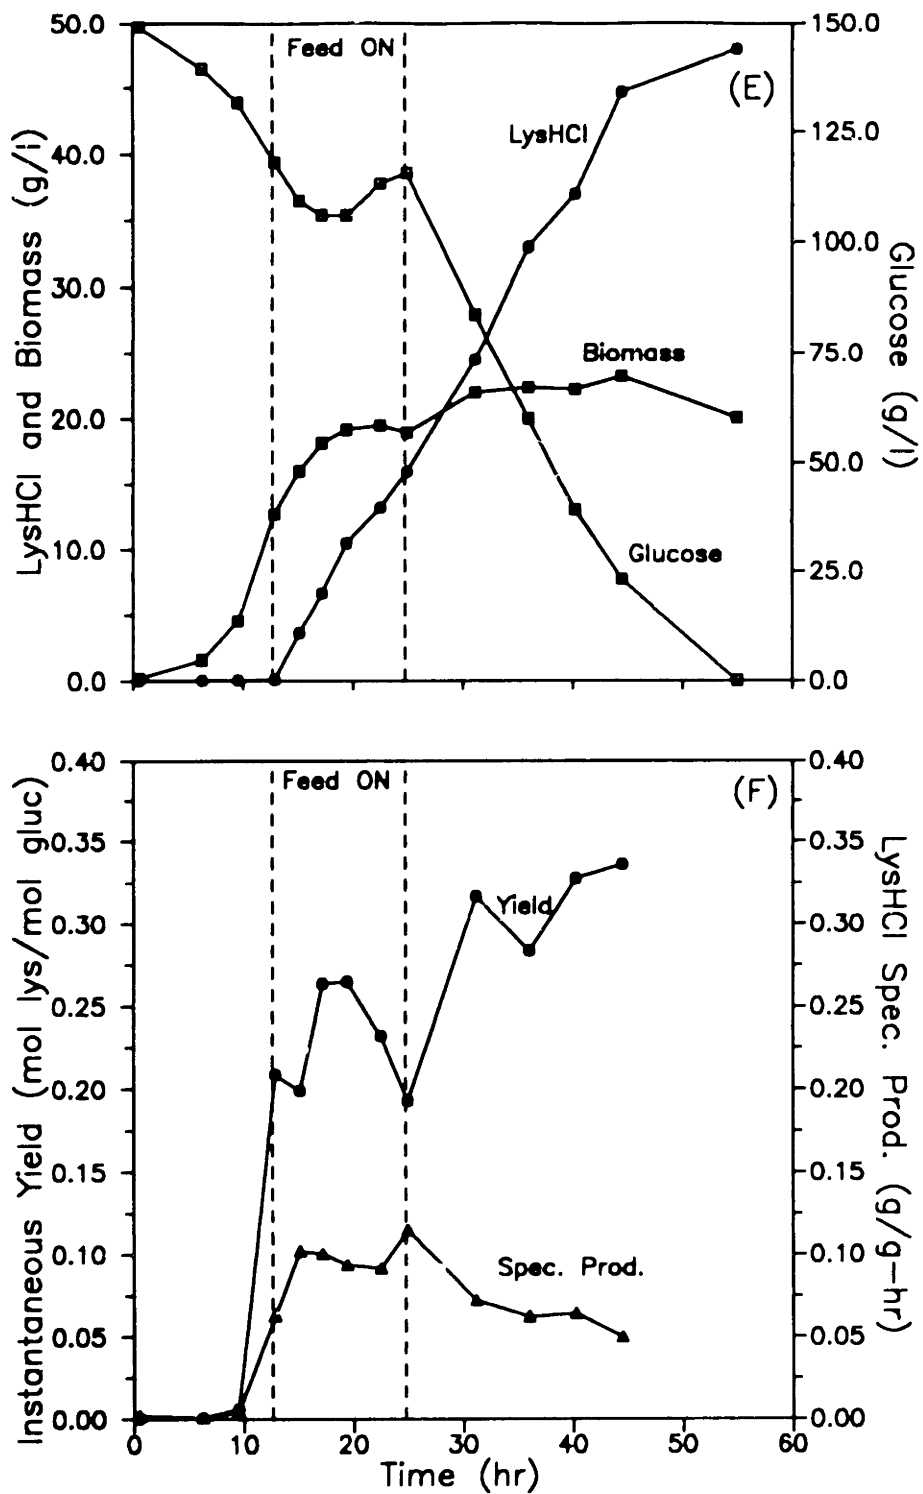 50.0
40.0
30.0
20.0
10.0
0.0
LysHCl and Biomass (g/l)
Feed ON
(E)
LysHCl
Biomass
Glucose
150.0
125.0
100.0
75.0
50.0
25.0
0.0
Glucose (g/l)
0.40
0.35
0.30
0.25
0.20
0.15
0.10
0.05
0.00
Instantaneous Yield (mol lys/mol gluc)
Feed ON
(F)
Yield
Spec. Prod.
0.40
0.35
0.30
0.25
0.20
0.15
0.10
0.05
0.00
LysHCl Spec. Prod. (g/g-hr)
0 10 20 30 40 50 60
Time (hr)